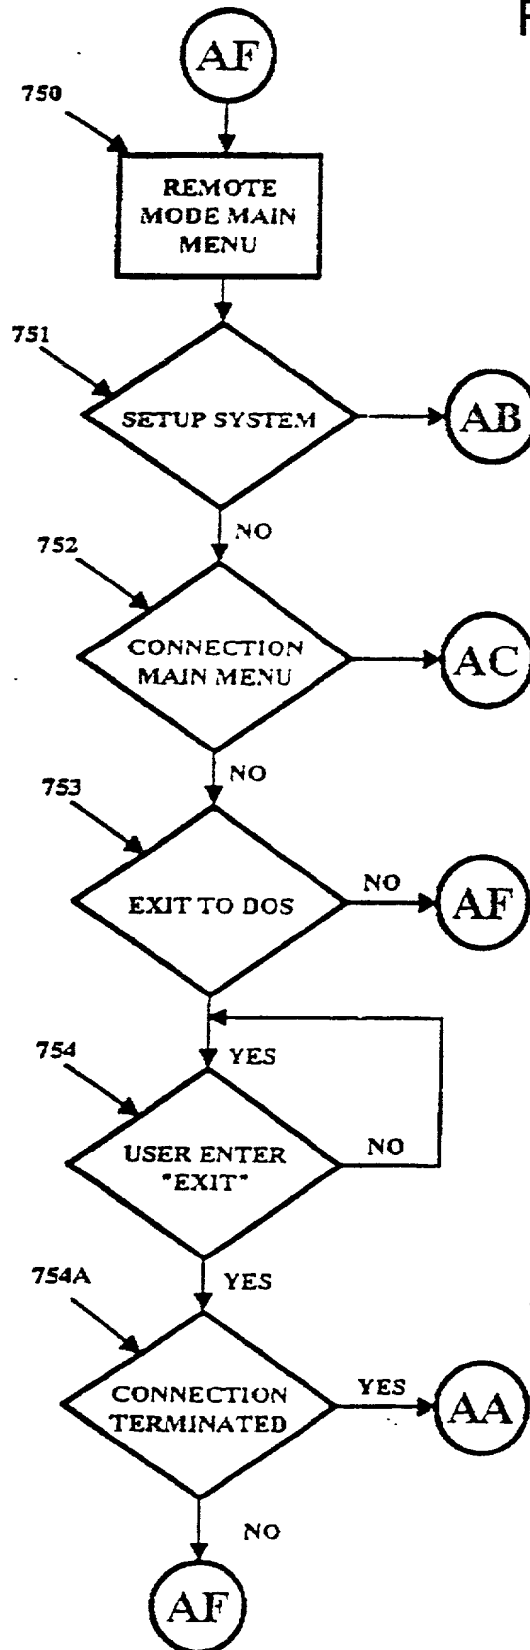 AF
750
REMOTE
MODE MAIN
MENU
751
SETUP SYSTEM
AB
NO
752
CONNECTION
MAIN MENU
AC
NO
753
EXIT TO DOS
NO
AF
YES
754
USER ENTER
"EXIT"
NO
YES
754A
CONNECTION
TERMINATED
YES
AA
NO
AF